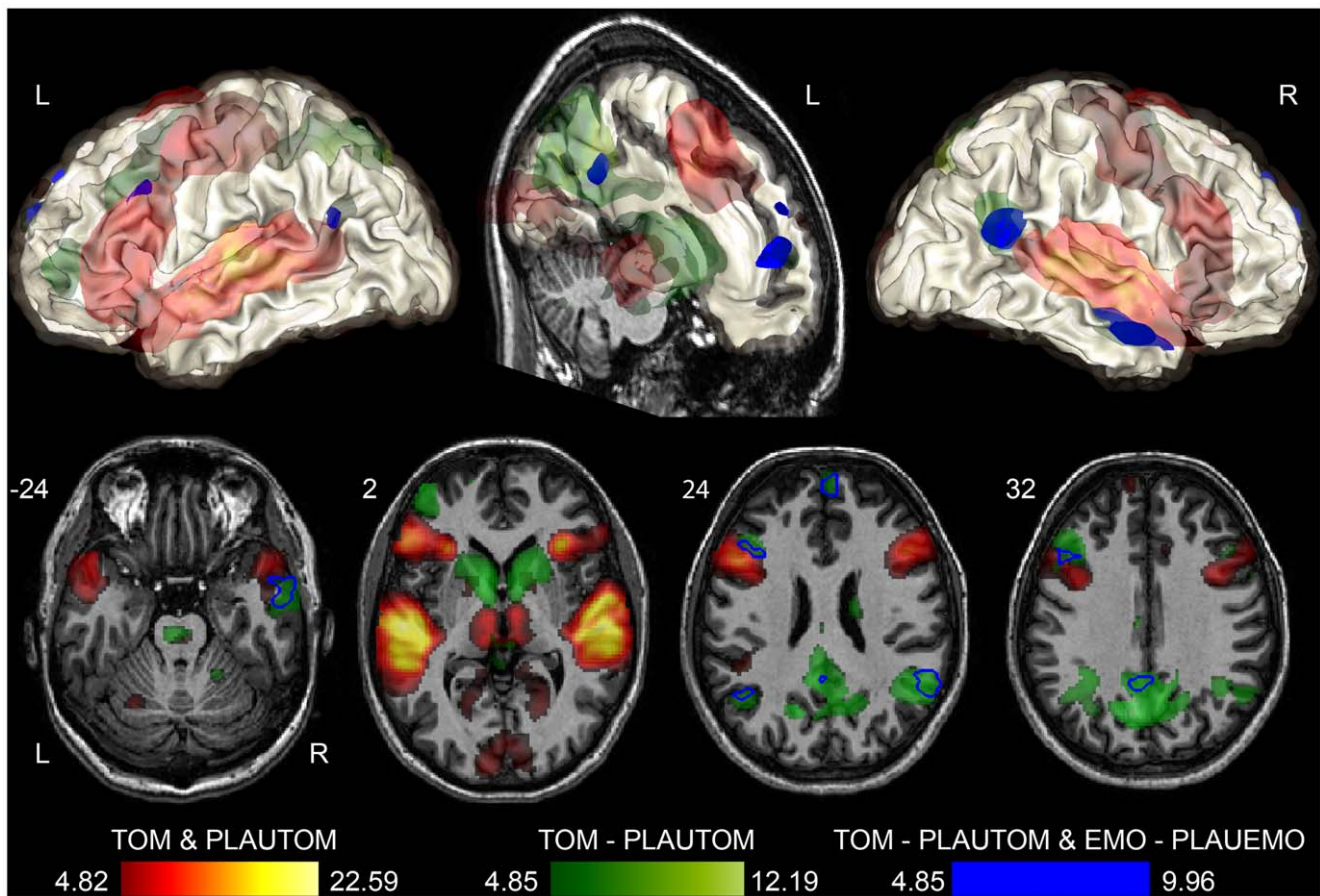 L
L
R
-24
2
24
32
L
R
TOM & PLAUTOM
TOM - PLAUTOM
TOM - PLAUTOM & EMO - PLAUEMO
4.82
22.59
4.85
12.19
4.85
9.96